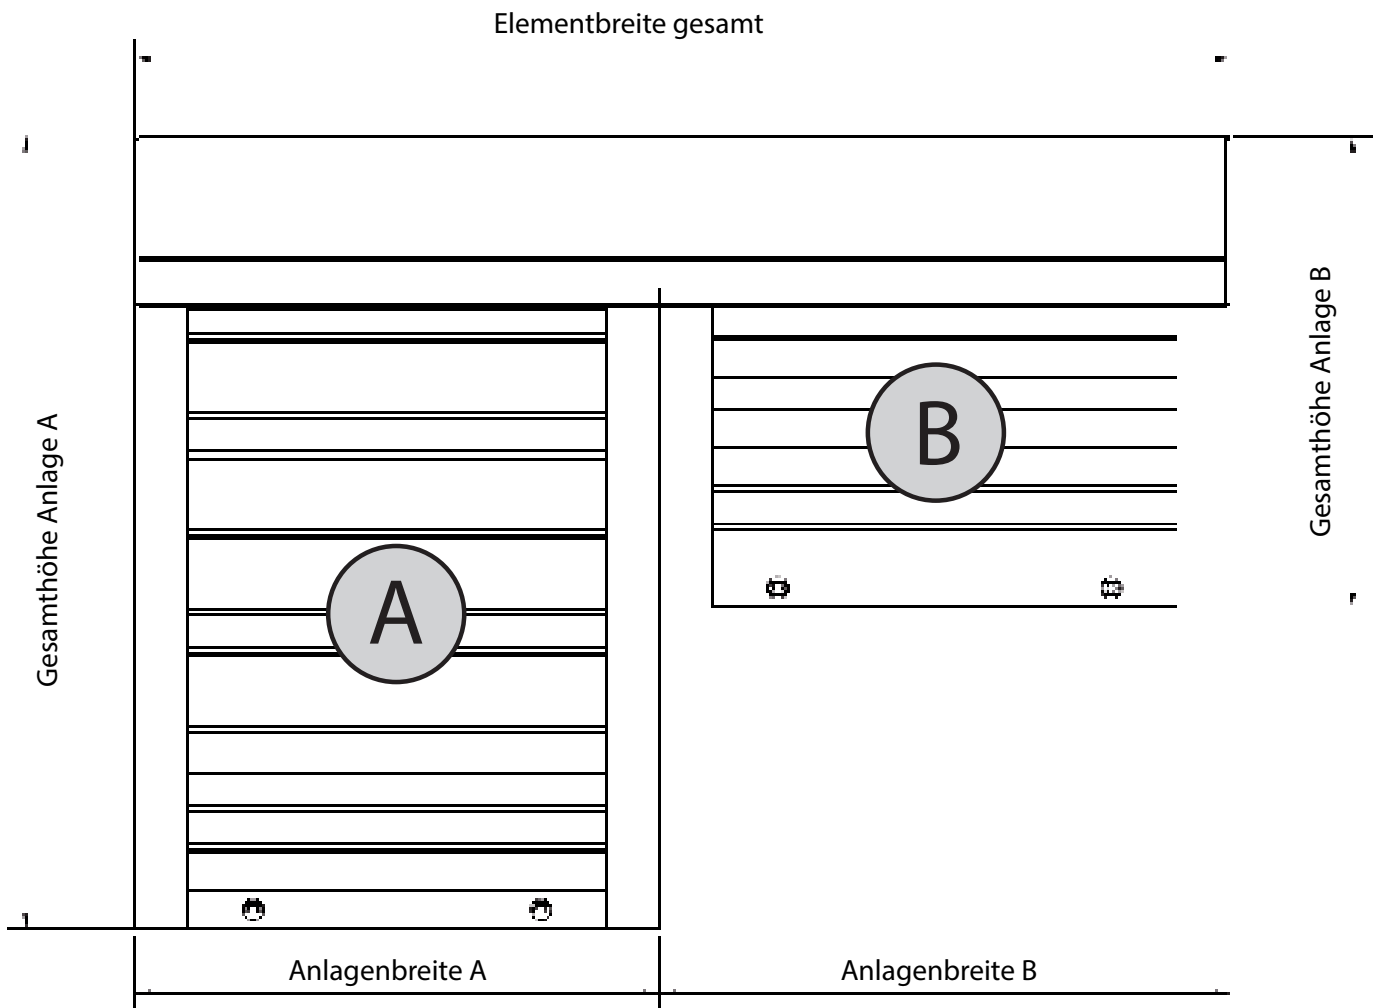 Elementbreite gesamt
Gesamthöhe Anlage A
Gesamthöhe Anlage B
A
B
Anlagenbreite A
Anlagenbreite B